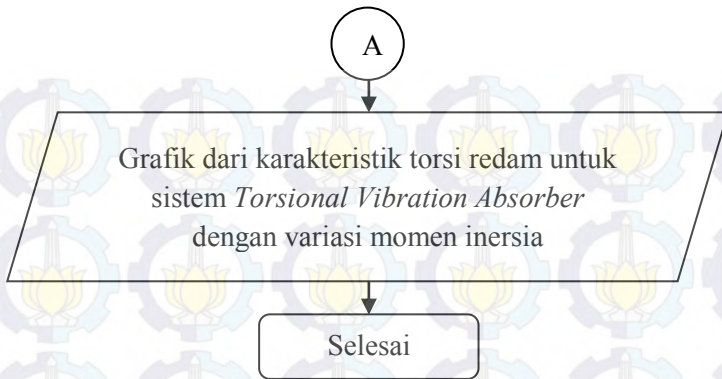 A
Grafik dari karakteristik torsi redam untuk
sistem Torsional Vibration Absorber
dengan variasi momen inersia
Selesai